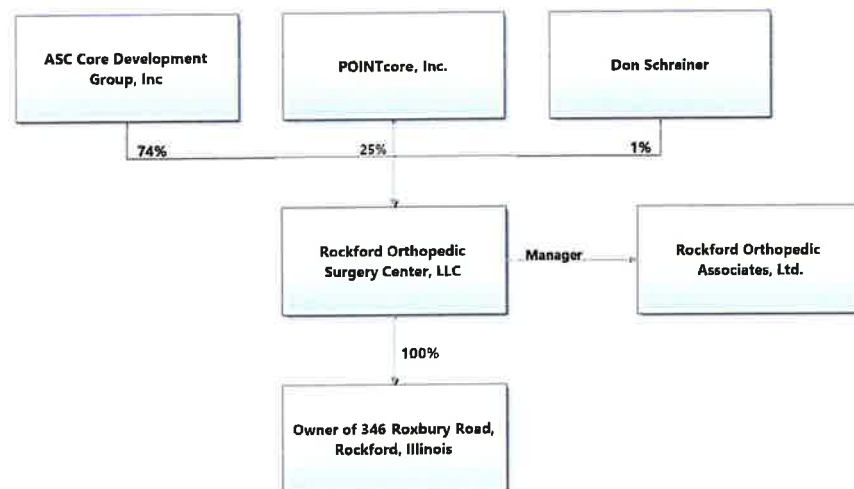 ASC Core Development
Group, Inc
POINTcore, Inc.
Don Schreiner
74%
25%
1%
Rockford Orthopedic
Surgery Center, LLC
Manager
Rockford Orthopedic
Associates, Ltd.
100%
Owner of 346 Roxbury Road,
Rockford, Illinois